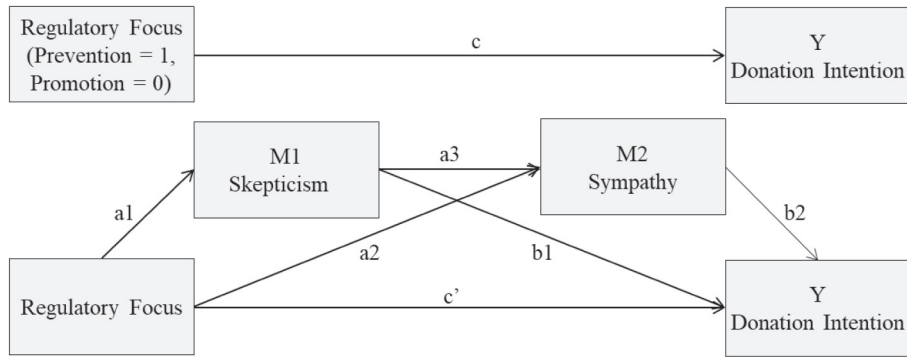 Regulatory Focus
(Prevention = 1,
Promotion = 0)
c
Y
Donation Intention
M1
Skepticism
a3
M2
Sympathy
a1
a2
b1
b2
Regulatory Focus
c’
Y
Donation Intention